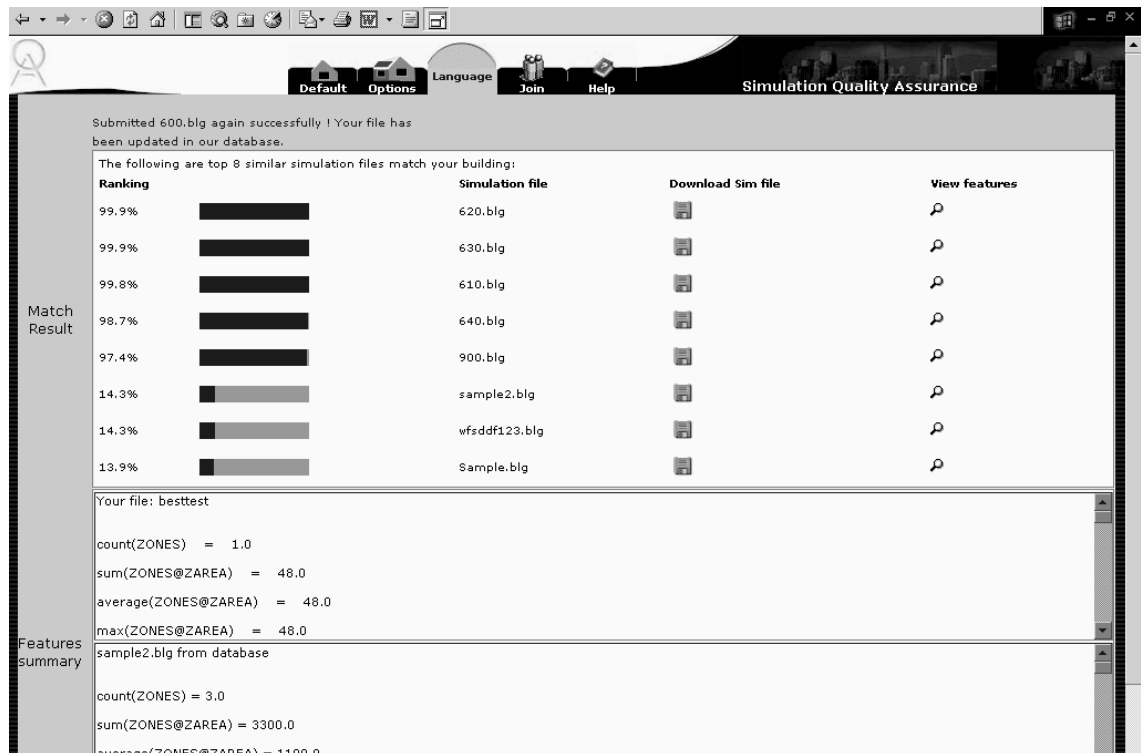 Default Options Language Join Help Simulation Quality Assurance
Submitted 600.blg again successfully ! Your file has
been updated in our database.
The following are top 8 similar simulation files match your building:
Ranking Simulation file Download Sim file View features
99.9% 620.blg
99.9% 630.blg
99.8% 610.blg
Match
Result
98.7% 640.blg
97.4% 900.blg
14.3% sample2.blg
14.3% wfsddf123.blg
13.9% Sample.blg
Your file: besttest
count(ZONES) = 1.0
sum(ZONES@ZAREA) = 48.0
average(ZONES@ZAREA) = 48.0
max(ZONES@ZAREA) = 48.0
Features
summary
sample2.blg from database
count(ZONES) = 3.0
sum(ZONES@ZAREA) = 3300.0
average(ZONES@ZAREA) = 1100.0